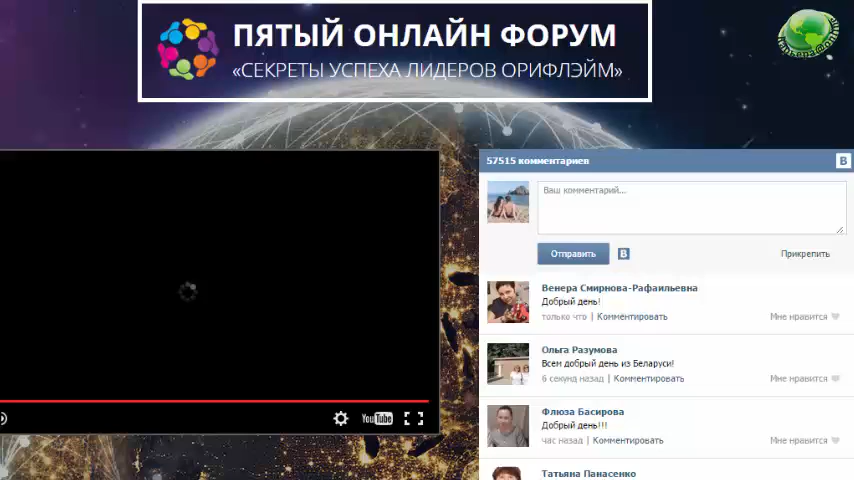 ПЯТЫЙ ОНЛАЙН ФОРУМ
«СЕКРЕТЫ УСПЕХА ЛИДЕРОВ ОРИФЛЭЙМ»
57515 комментариев
B
Ваш комментарий...
Отправить
B
Прикрепить
Венера Смирнова-Рафаильевна
Добрый день!
только что | Комментировать
Мне нравится
Ольга Разумова
Всем добрый день из Беларуси!
6 секунд назад | Комментировать
Мне нравится
YouTube
Флюза Басирова
Добрый день!!!
час назад | Комментировать
Мне нравится
Татьяна Панасенко